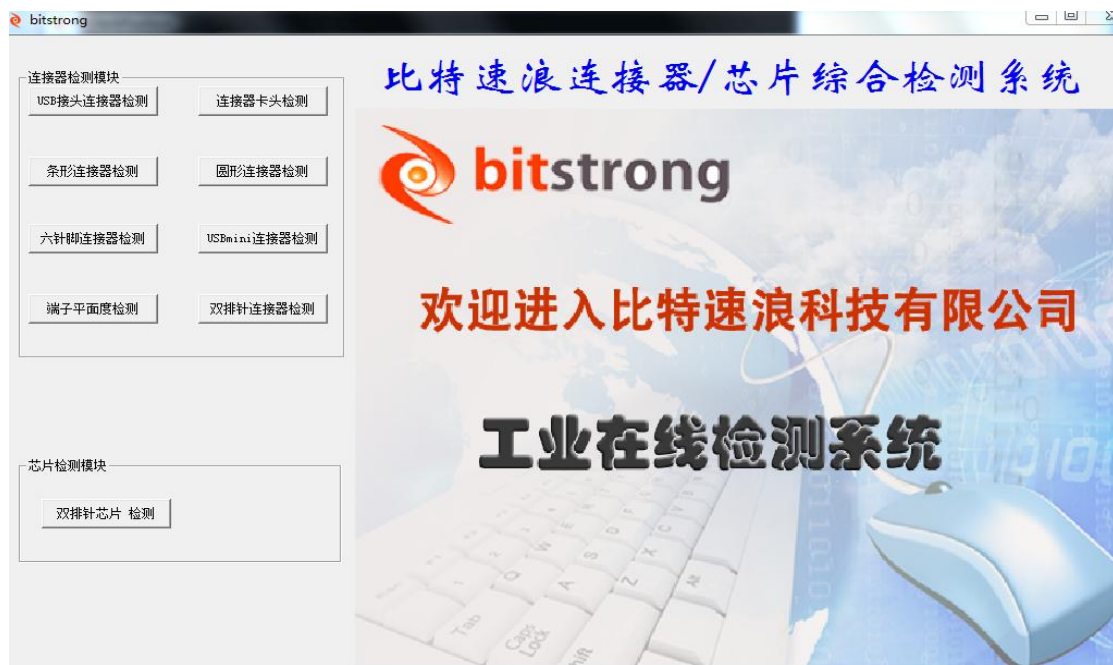 bitstrong
比特速浪连接器/芯片综合检测系统
连接器检测模块
USB接头连接器检测
连接器卡头检测
条形连接器检测
圆形连接器检测
六针脚连接器检测
USBmini连接器检测
端子平面度检测
双排针连接器检测
芯片检测模块
双排针芯片 检测
bitstrong
欢迎进入比特速浪科技有限公司
工业在线检测系统
Tab
Caps Lock
A
S
Z
X